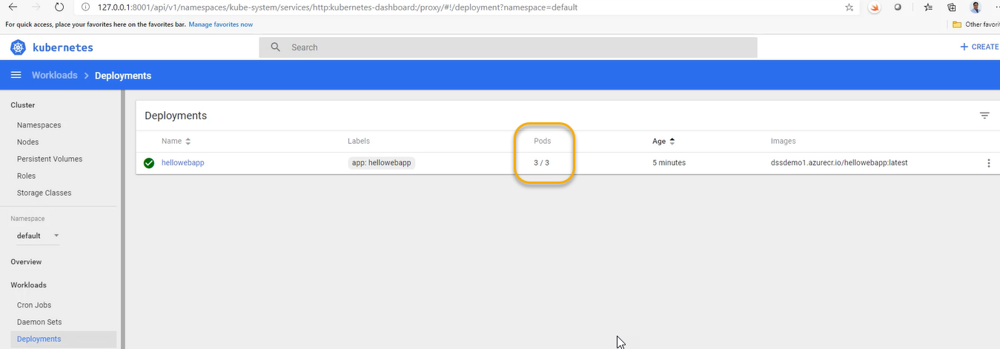 127.0.0.1:8001/api/v1/namespaces/kube-system/services/http:kubernetes-dashboard:/proxy/#!/deployment?namespace=default
For quick access, place your favorites here on the favorites bar. Manage favorites now
Other favorit
kubernetes
Search
+ CREATE
Workloads > Deployments
Cluster
Namespaces
Nodes
Persistent Volumes
Roles
Storage Classes
Namespace
default
Overview
Workloads
Cron Jobs
Daemon Sets
Deployments
Deployments
Name Labels Pods Age Images
hellowebapp app: hellowebapp 3 / 3 5 minutes dssdemo1.azurecr.io/hellowebapp:latest